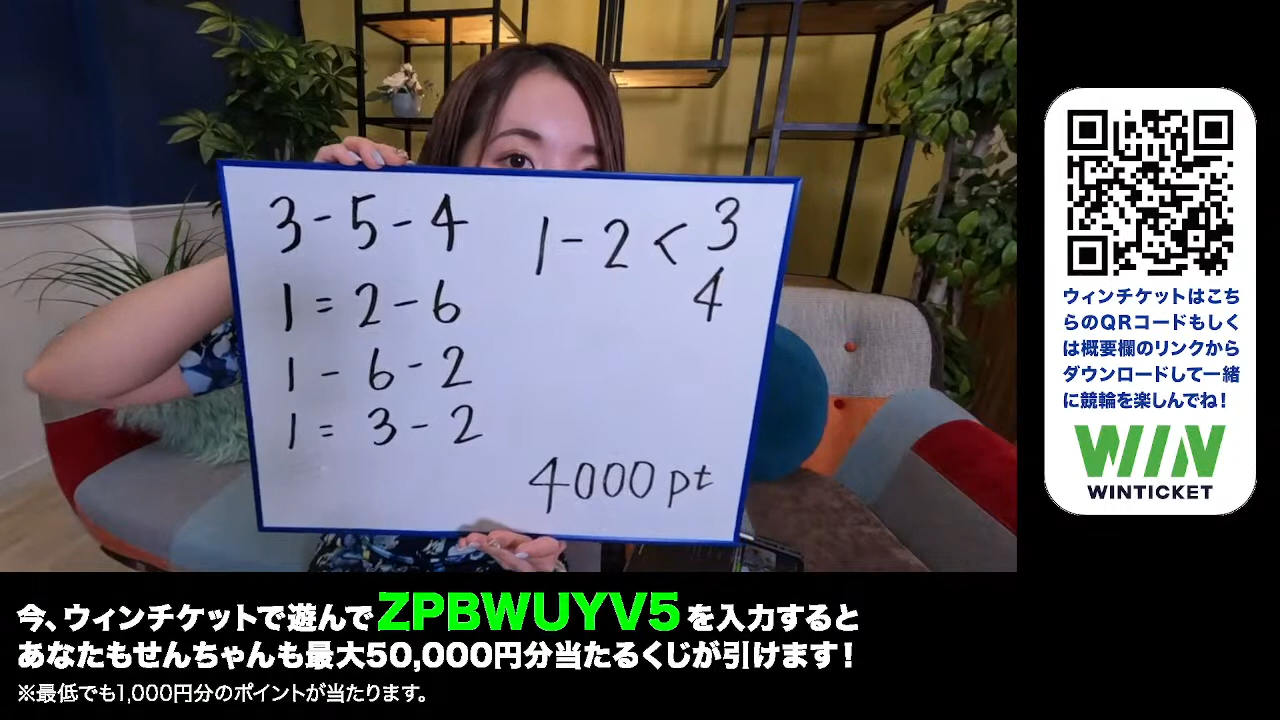 3-5-4
1=2-6
1-6-2
1=3-2
1-2<3
4
4000pt
ウィンチケットはこち
らのQRコードもしく
は概要欄のリンクから
ダウンロードして一緒
に競輪を楽しんでね!
WIN
WINTICKET
今、ウィンチケットで遊んでZPBWUYV5を入力すると
あなたもせんちゃんも最大50,000円分当たるくじが引けます!
※最低でも1,000円分のポイントが当たります。